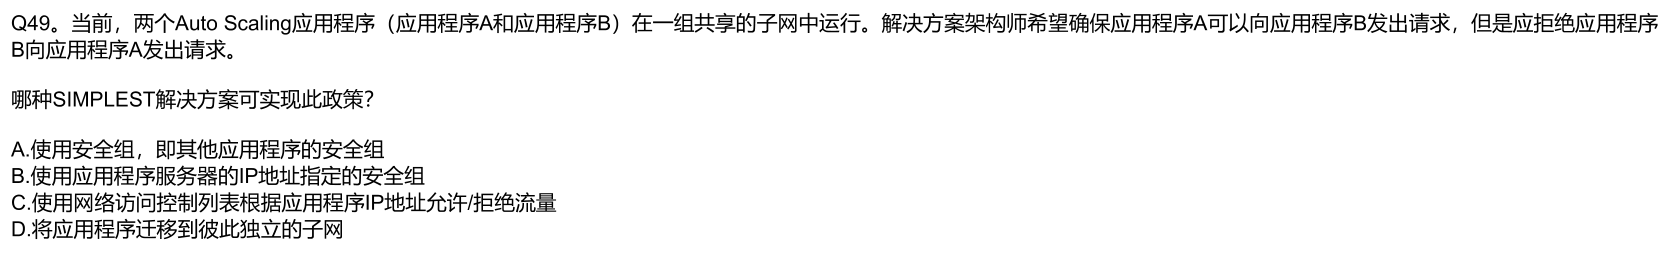 Q49。当前，两个Auto Scaling应用程序（应用程序A和应用程序B）在一组共享的子网中运行。解决方案架构师希望确保应用程序A可以向应用程序B发出请求，但是应拒绝应用程序
B向应用程序A发出请求。
哪种SIMPLEST解决方案可实现此政策？
A.使用安全组，即其他应用程序的安全组
B.使用应用程序服务器的IP地址指定的安全组
C.使用网络访问控制列表根据应用程序IP地址允许/拒绝流量
D.将应用程序迁移到彼此独立的子网